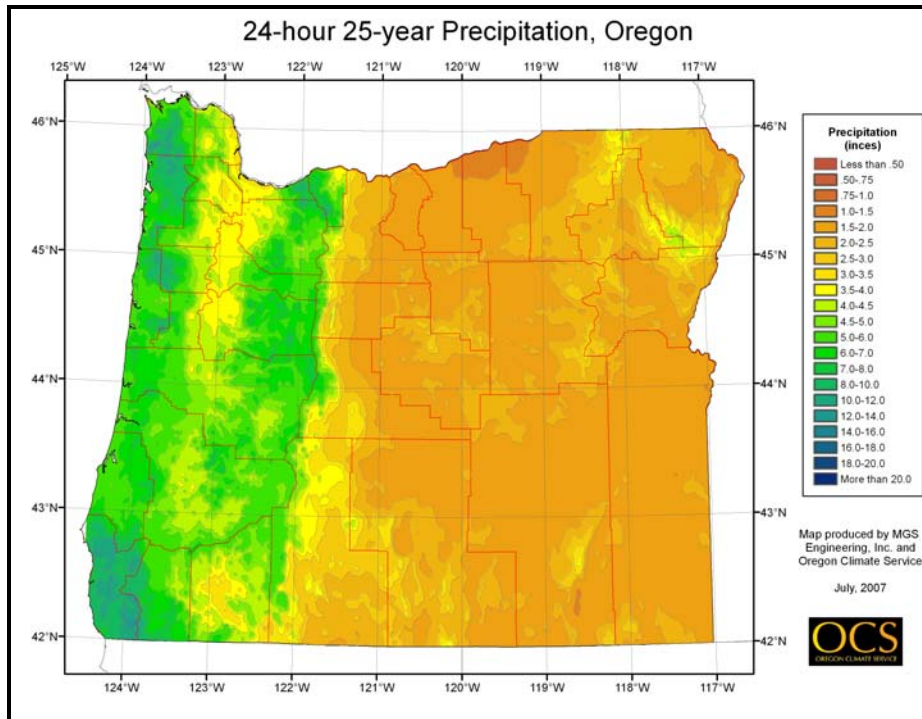 24-hour 25-year Precipitation, Oregon
125°W 124°W 123°W 122°W 121°W 120°W 119°W 118°W 117°W
46°N 46°N
45°N 45°N
44°N 44°N
43°N 43°N
42°N 42°N
124°W 123°W 122°W 121°W 120°W 119°W 118°W 117°W
Precipitation
(inces)
Less than .50
.50-.75
.75-1.0
1.0-1.5
1.5-2.0
2.0-2.5
2.5-3.0
3.0-3.5
3.5-4.0
4.0-4.5
4.5-5.0
5.0-6.0
6.0-7.0
7.0-8.0
8.0-10.0
10.0-12.0
12.0-14.0
14.0-16.0
16.0-18.0
18.0-20.0
More than 20.0
Map produced by MGS
Engineering, Inc. and
Oregon Climate Service
July, 2007
OCS
OREGON CLIMATE SERVICE